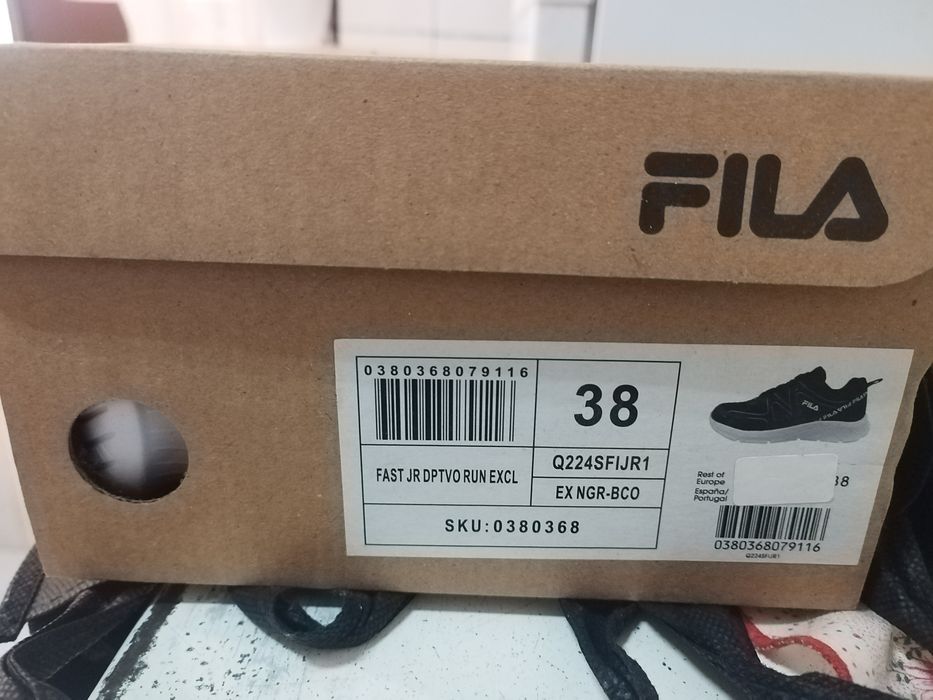 FILA
0380368079116
38
FAST JR DPTVO RUN EXCL
Q224SFIJR1
EX NGR-BCO
SKU:0380368
FILA
Rest of
Europe
España/
Portugal
38
0380368079116
Q224SFIJR1